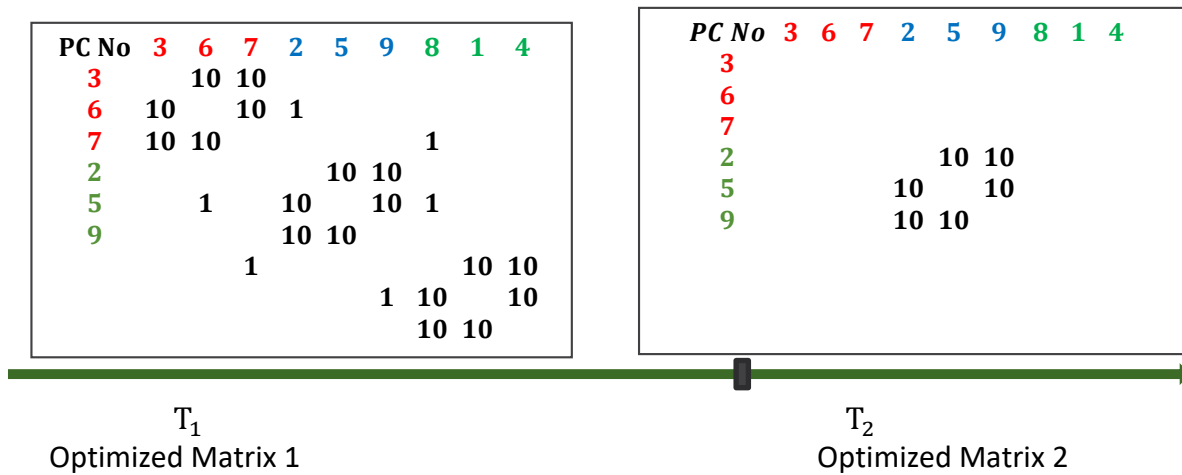 PC No 3 6 7 2 5 9 8 1 4
3 10 10
6 10 10 1
7 10 10 1
2 10 10
5 1 10 10 1
9 10 10
1 10 10
1 10 10
10 10
PC No 3 6 7 2 5 9 8 1 4
3
6
7
2 10 10
5 10 10
9 10 10
T1
Optimized Matrix 1
T2
Optimized Matrix 2